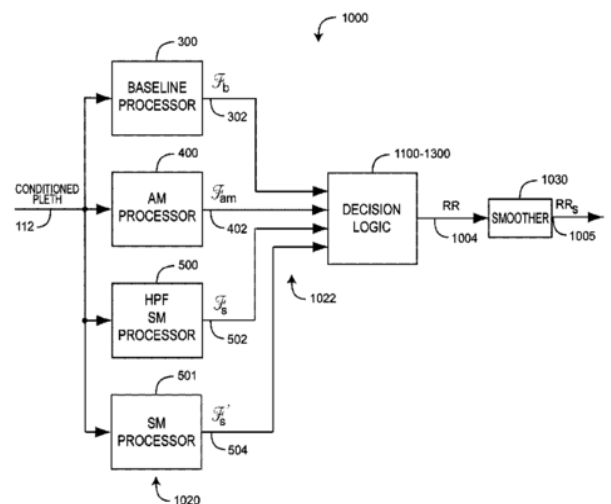 1000
300
BASELINE
PROCESSOR
ℱb
302
400
AM
PROCESSOR
ℱam
402
CONDITIONED
PLETH
112
500
HPF
SM
PROCESSOR
ℱs
502
501
SM
PROCESSOR
ℱs'
504
1020
1022
1100-1300
DECISION
LOGIC
RR
1004
1030
SMOOTHER
RRs
1005